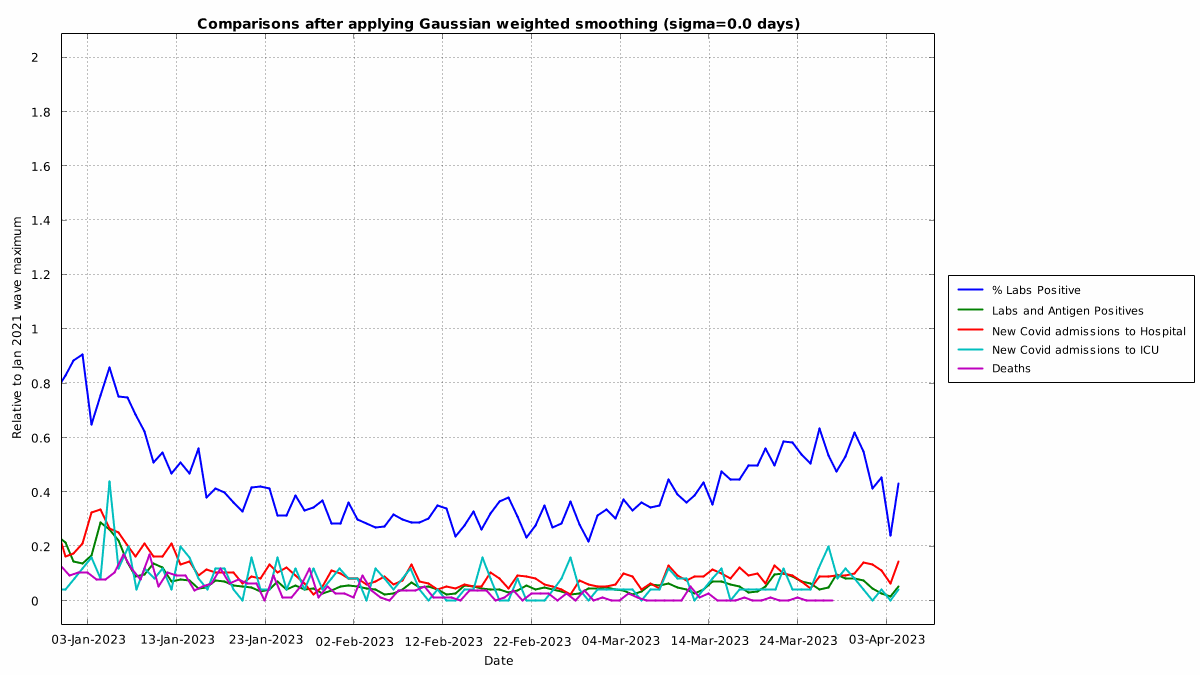 Comparisons after applying Gaussian weighted smoothing (sigma=0.0 days)
Relative to Jan 2021 wave maximum
2
1.8
1.6
1.4
1.2
1
0.8
0.6
0.4
0.2
0
03-Jan-2023 13-Jan-2023 23-Jan-2023 02-Feb-2023 12-Feb-2023 22-Feb-2023 04-Mar-2023 14-Mar-2023 24-Mar-2023 03-Apr-2023
Date
% Labs Positive
Labs and Antigen Positives
New Covid admissions to Hospital
New Covid admissions to ICU
Deaths